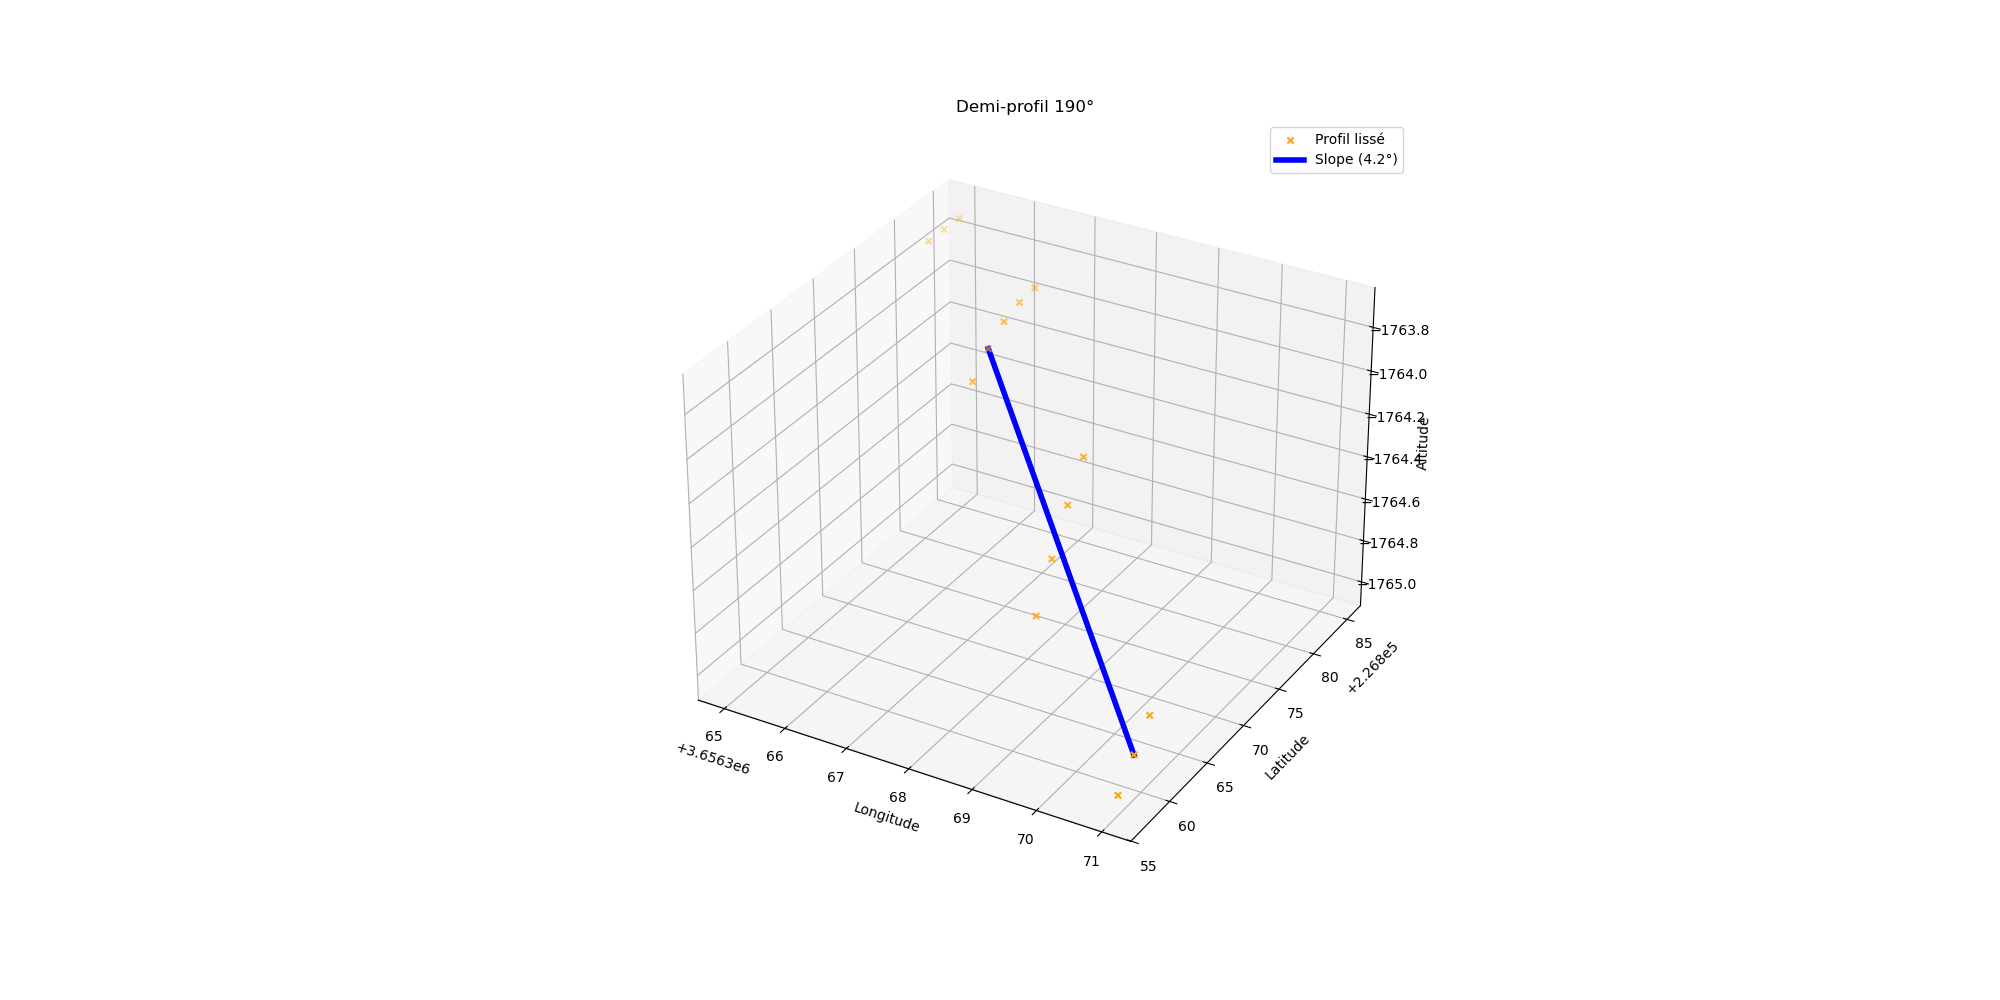 Demi-profil 190°
Profil lissé
Slope (4.2°)
−1763.8
−1764.0
−1764.2
−1764.4
−1764.6
−1764.8
−1765.0
Altitude
85
80
75
70
65
60
55
+2.268e5
Latitude
65
66
67
68
69
70
71
+3.6563e6
Longitude